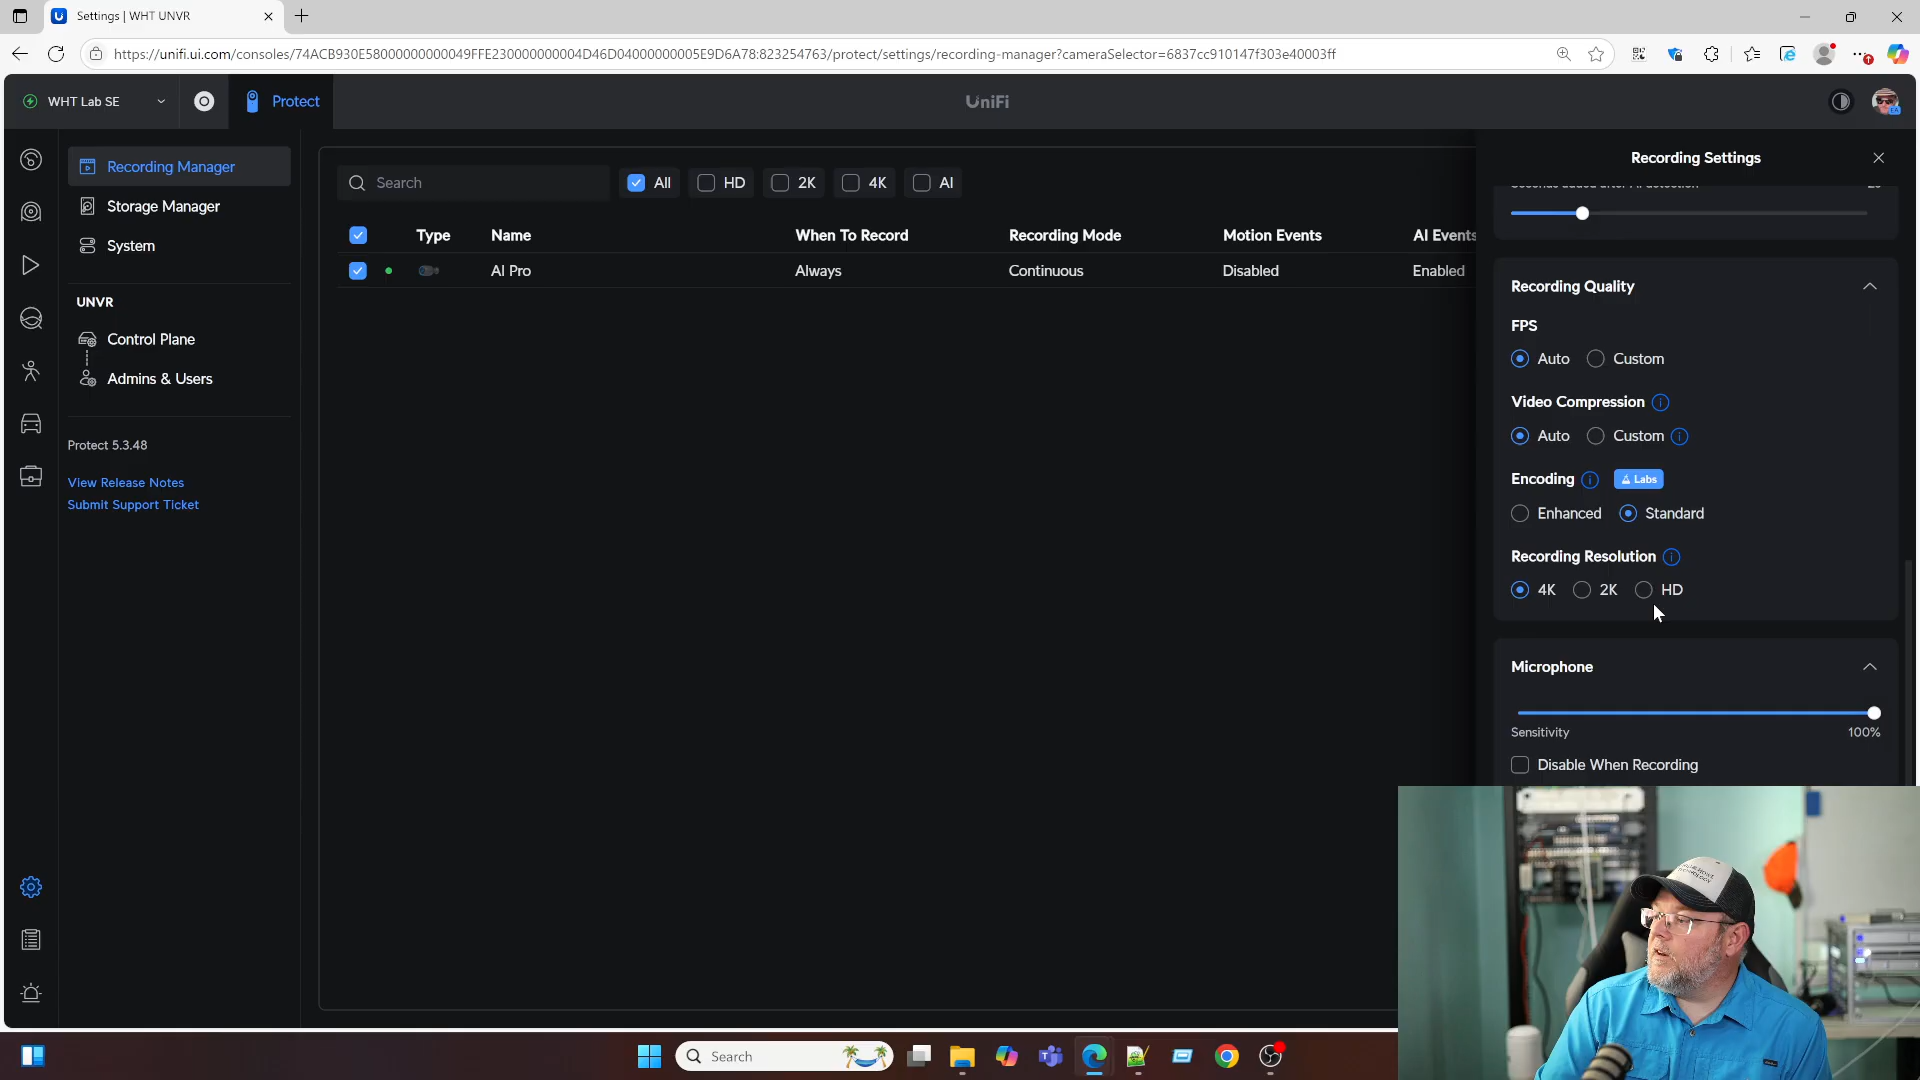 Settings | WHT UNVR
https://unifi.ui.com/consoles/74ACB930E58000000000049FFE230000000004D46D04000000005E9D6A78:823254763/protect/settings/recording-manager?cameraSelector=6837cc910147f303e40003ff
WHT Lab SE
Protect
UniFi
Recording Manager
Storage Manager
System
UNVR
Control Plane
Admins & Users
Protect 5.3.48
View Release Notes
Submit Support Ticket
Search
All
HD
2K
4K
AI
Type
Name
When To Record
Recording Mode
Motion Events
AI Events
AI Pro
Always
Continuous
Disabled
Enabled
Recording Settings
Recording Quality
FPS
Auto
Custom
Video Compression
Auto
Custom
Encoding
Labs
Enhanced
Standard
Recording Resolution
4K
2K
HD
Microphone
Sensitivity
100%
Disable When Recording
Search